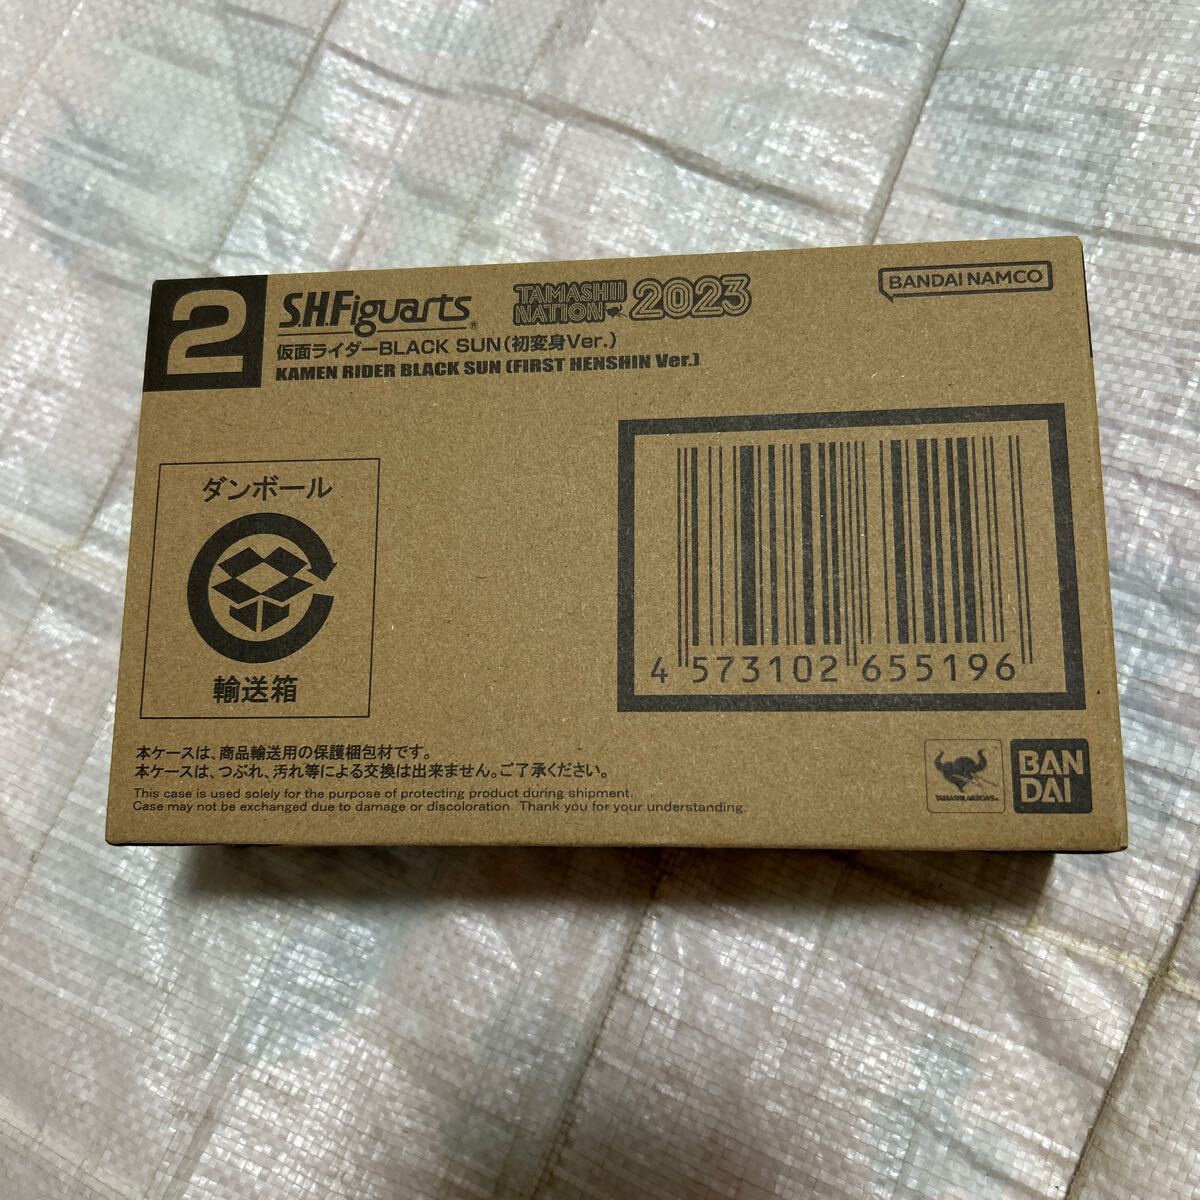 2
S.H.Figuarts®
TAMASHII
NATION 2023
BANDAI NAMCO
仮面ライダーBLACK SUN(初変身Ver.)
KAMEN RIDER BLACK SUN (FIRST HENSHIN Ver.)
ダンボール
輸送箱
4 573102 655196
本ケースは、商品輸送用の保護梱包材です。
本ケースは、つぶれ、汚れ等による交換は出来ません。ご了承ください。
This case is used solely for the purpose of protecting product during shipment.
Case may not be exchanged due to damage or discoloration. Thank you for your understanding.
TAMASHII NATIONS
BAN
DAI